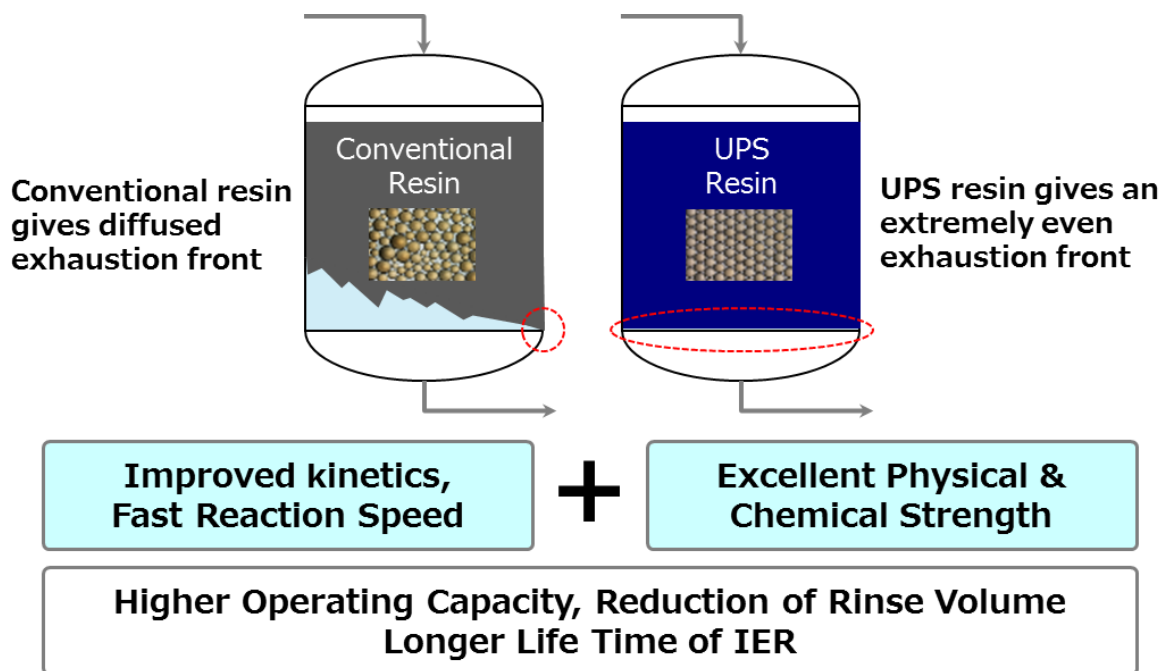 Conventional
Resin
UPS
Resin
Conventional resin
gives diffused
exhaustion front
UPS resin gives an
extremely even
exhaustion front
Improved kinetics,
Fast Reaction Speed
+
Excellent Physical &
Chemical Strength
Higher Operating Capacity, Reduction of Rinse Volume
Longer Life Time of IER